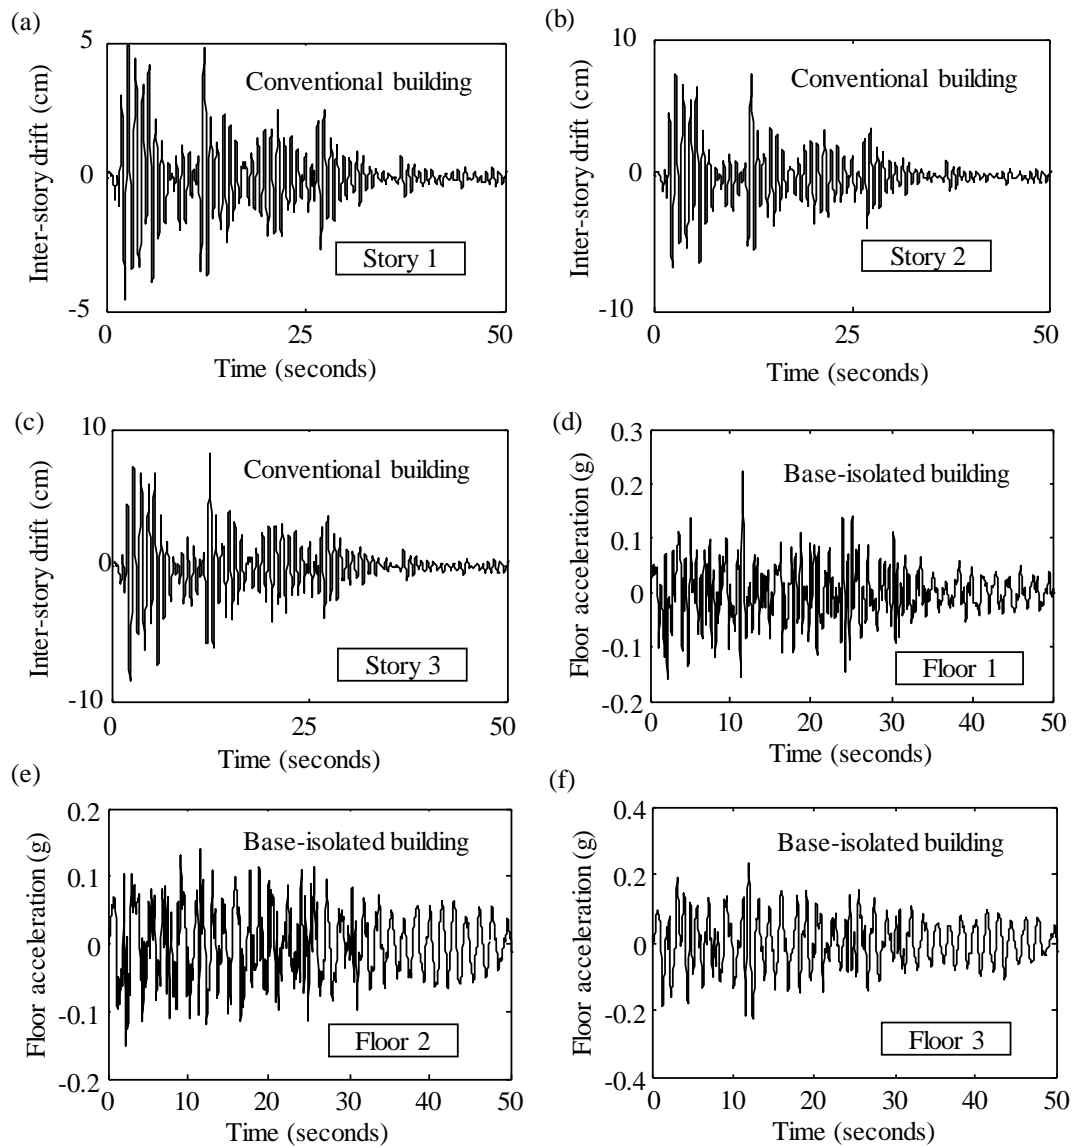 (a)
5
Conventional building
Inter-story drift (cm)
0
Story 1
-5
0 25 50
Time (seconds)
(b)
10
Conventional building
Inter-story drift (cm)
0
Story 2
-10
0 25 50
Time (seconds)
(c)
10
Conventional building
Inter-story drift (cm)
0
Story 3
-10
0 25 50
Time (seconds)
(d)
0.3
Base-isolated building
0.2
Floor acceleration (g)
0.1
0
-0.1
Floor 1
-0.2
0 10 20 30 40 50
Time (seconds)
(e)
0.2
Base-isolated building
Floor acceleration (g)
0.1
0
-0.1
Floor 2
-0.2
0 10 20 30 40 50
Time (seconds)
(f)
0.4
Base-isolated building
Floor acceleration (g)
0.2
0
-0.2
Floor 3
-0.4
0 10 20 30 40 50
Time (seconds)